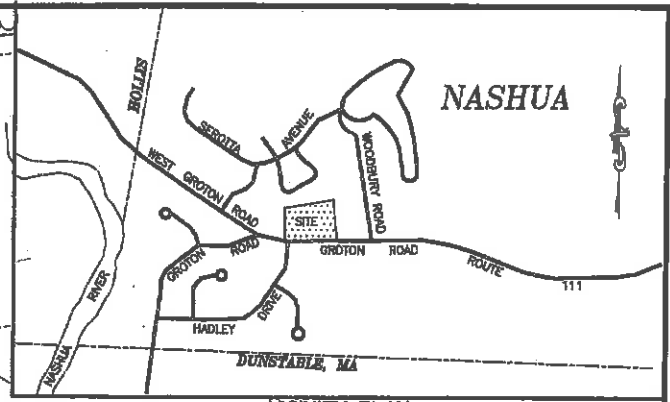 NASHUA
HOLLIS
SEROTTA AVENUE
WOODBURY ROAD
WEST GROTON ROAD
SITE
GROTON ROAD
GROTON ROAD
ROUTE 111
NASHUA RIVER
HADLEY DRIVE
DUNSTABLE, MA